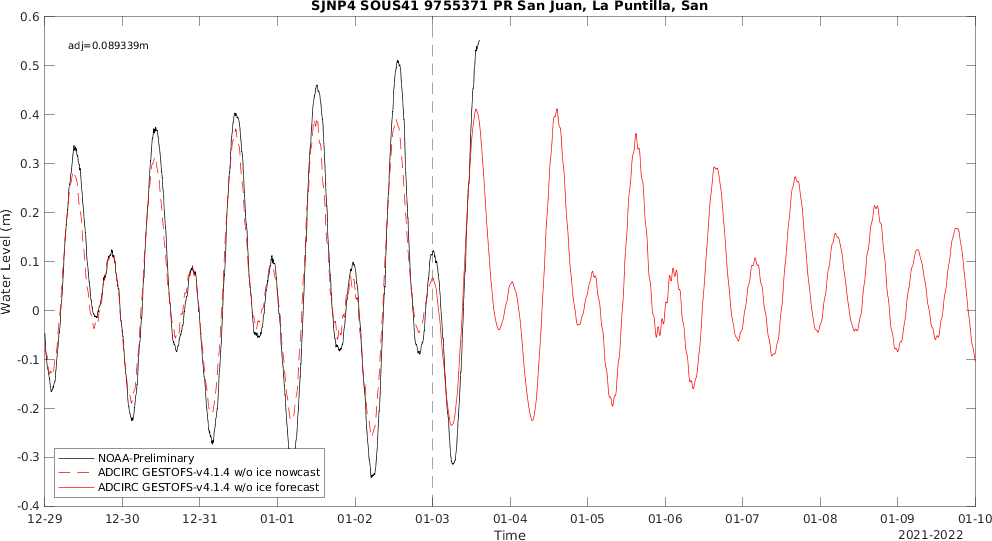 SJNP4 SOUS41 9755371 PR San Juan, La Puntilla, San
adj=0.089339m
Water Level (m)
0.6
0.5
0.4
0.3
0.2
0.1
0
-0.1
-0.2
-0.3
-0.4
NOAA-Preliminary
ADCIRC GESTOFS-v4.1.4 w/o ice nowcast
ADCIRC GESTOFS-v4.1.4 w/o ice forecast
12-29 12-30 12-31 01-01 01-02 01-03 01-04 01-05 01-06 01-07 01-08 01-09 01-10
Time
2021-2022